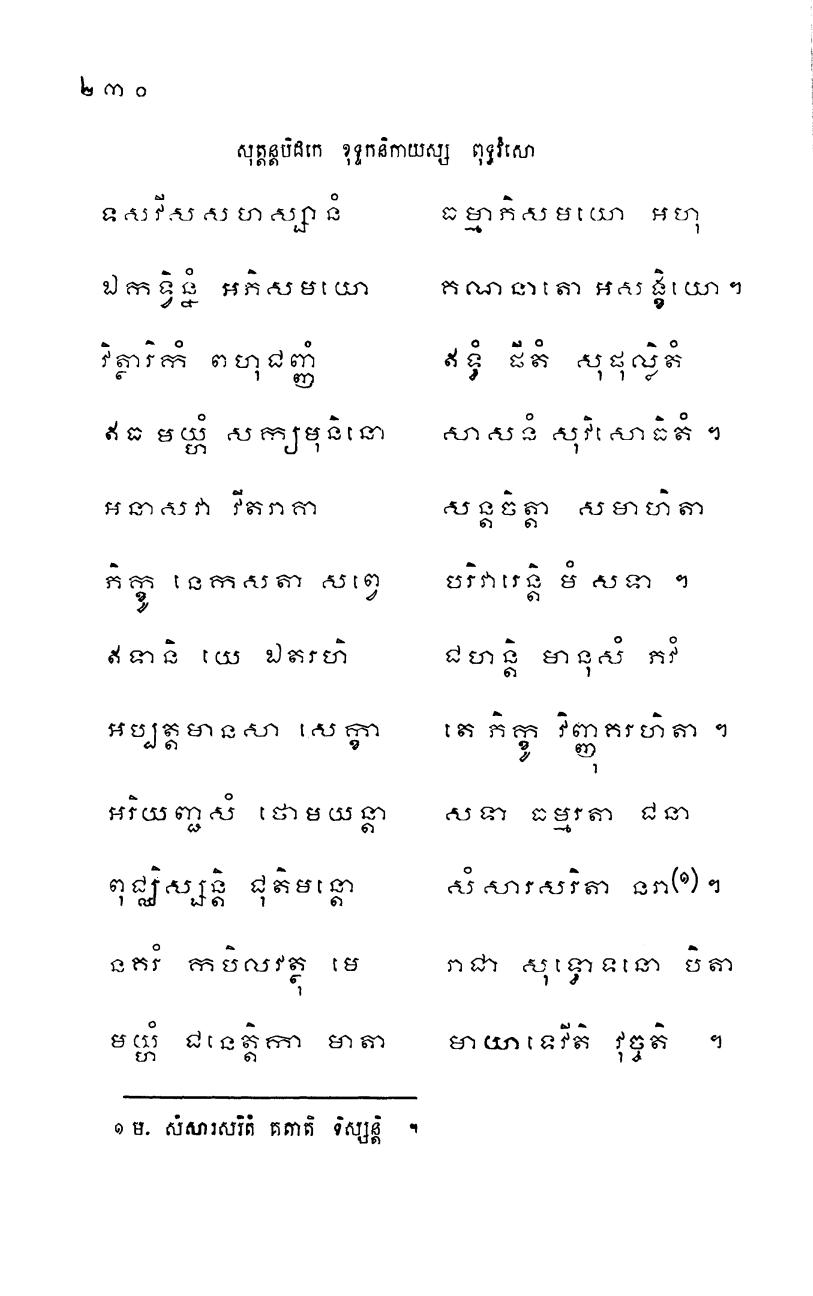 ២៣០
សុត្តន្តបិដកេ ខុទ្ទកនិកាយស្ស ពុទ្ធវំសោ
ទសវីសសហស្សានំ ធម្មាភិសមយោ អហុ
ឯកទ្វិន្នំ អភិសមយោ គណនាតោ អសង្ខិយោ។
វិត្ថារិកំ ពហុជញ្ញំ ឥទ្ធំ ផីតំ សុផុល្លិតំ
ឥធ មយ្ហំ សក្យមុនិនោ សាសនំ សុវិសោធិតំ ។
អនាសវា វីតរាគា សន្តចិត្តា សមាហិតា
ភិក្ខូ នេកសតា សព្វេ បរិវារេន្តិ មំ សទា ។
ឥទានិ យេ ឯតរហិ ជហន្តិ មានុសំ ភវំ
អប្បត្តមានសា សេក្ខា តេ ភិក្ខូ វិញ្ញុគរហិតា ។
អរិយញ្ជសំ ថោមយន្តា សទា ធម្មរតា ជនា
ពុជ្ឈិស្សន្តិ ជុតិមន្តោ សំសារសរិតា នរា(១) ។
នគរំ កបិលវត្ថុ មេ រាជា សុទ្ធោទនោ បិតា
មយ្ហំ ជនេត្តិកា មាតា មាយាទេវីតិ វុច្ចតិ ។
១ ម. សំសារសរិតំ គតាតិ ទិស្សន្តិ ។